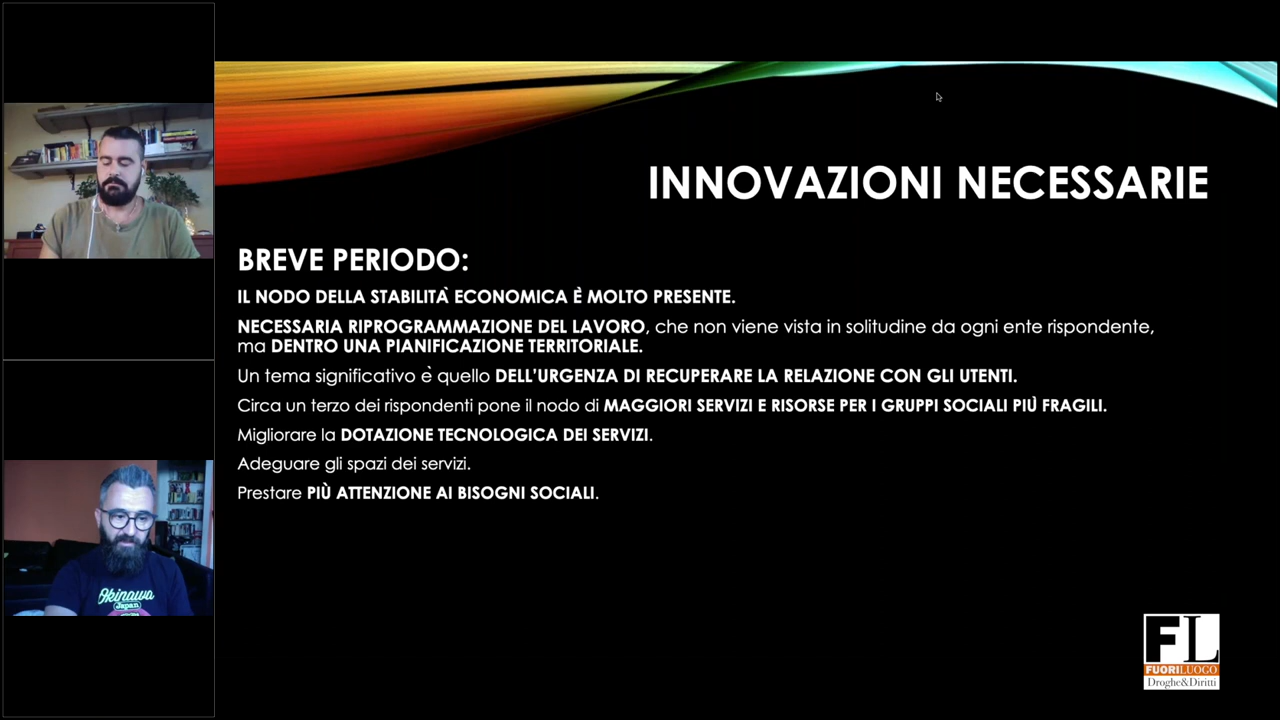 INNOVAZIONI NECESSARIE
BREVE PERIODO:
IL NODO DELLA STABILITÀ ECONOMICA È MOLTO PRESENTE.
NECESSARIA RIPROGRAMMAZIONE DEL LAVORO, che non viene vista in solitudine da ogni ente rispondente,
ma DENTRO UNA PIANIFICAZIONE TERRITORIALE.
Un tema significativo è quello DELL'URGENZA DI RECUPERARE LA RELAZIONE CON GLI UTENTI.
Circa un terzo dei rispondenti pone il nodo di MAGGIORI SERVIZI E RISORSE PER I GRUPPI SOCIALI PIÙ FRAGILI.
Migliorare la DOTAZIONE TECNOLOGICA DEI SERVIZI.
Adeguare gli spazi dei servizi.
Prestare PIÙ ATTENZIONE AI BISOGNI SOCIALI.
Okinawa
Japan
FL
FUORILUOGO
Droghe&Diritti